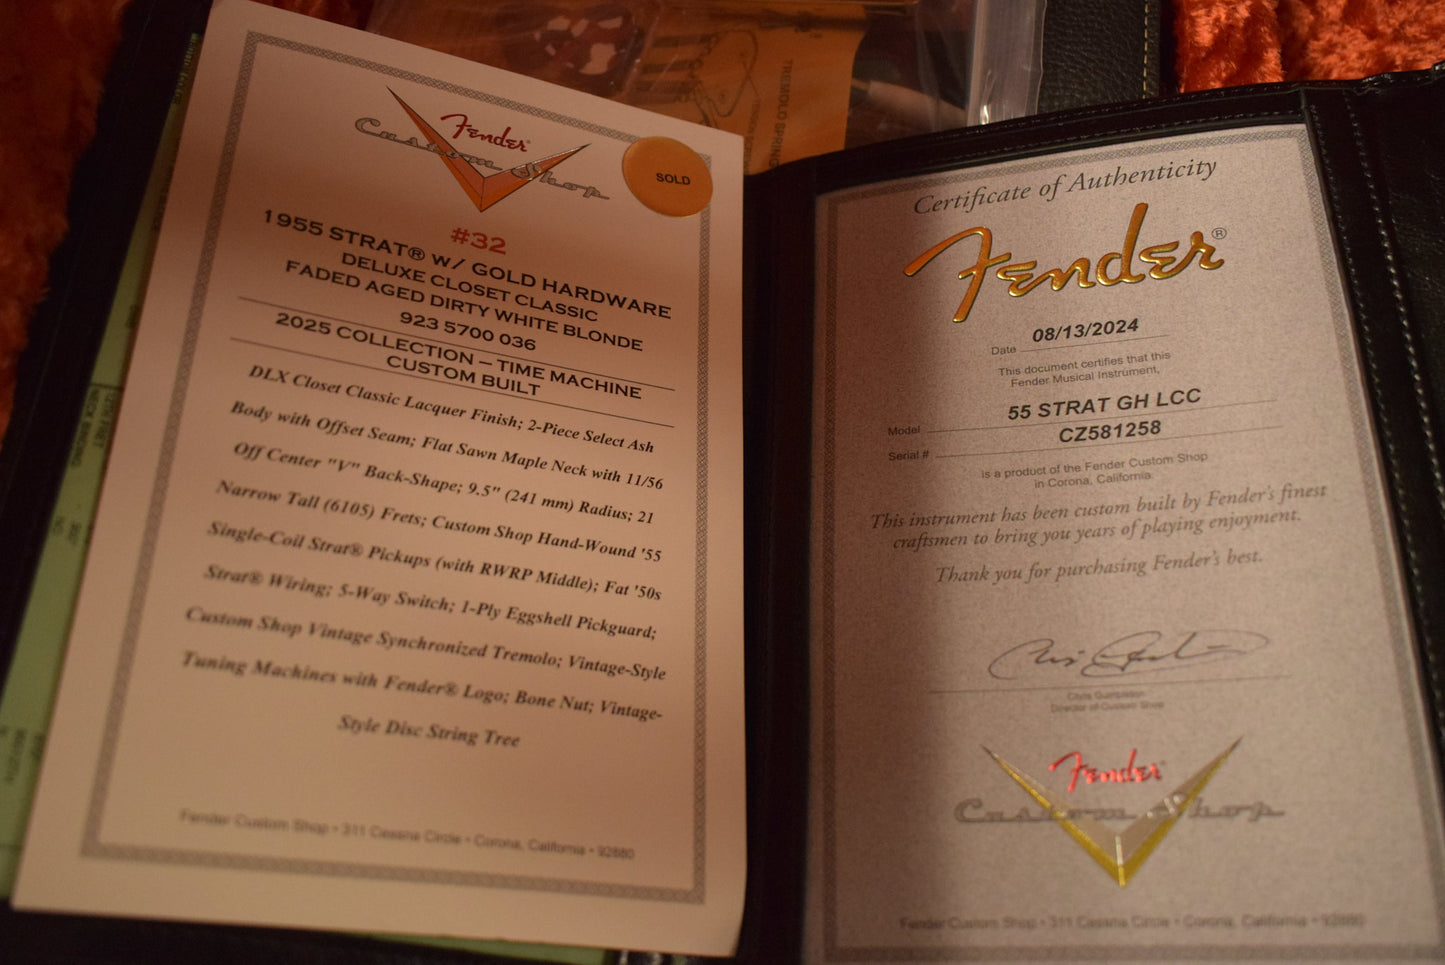 Fender
Custom Shop
SOLD
#32
1955 STRAT® W/ GOLD HARDWARE
DELUXE CLOSET CLASSIC
FADED AGED DIRTY WHITE BLONDE
923 5700 036
2025 COLLECTION – TIME MACHINE
CUSTOM BUILT
DLX Closet Classic Lacquer Finish; 2-Piece Select Ash
Body with Offset Seam; Flat Sawn Maple Neck with 11/56
Off Center "V" Back-Shape; 9.5" (241 mm) Radius; 21
Narrow Tall (6105) Frets; Custom Shop Hand-Wound '55
Single-Coil Strat® Pickups (with RWRP Middle); Fat '50s
Strat® Wiring; 5-Way Switch; 1-Ply Eggshell Pickguard;
Custom Shop Vintage Synchronized Tremolo; Vintage-Style
Tuning Machines with Fender® Logo; Bone Nut; Vintage-
Style Disc String Tree
Fender Custom Shop • 311 Cessna Circle • Corona, California • 92880
TREMOLO SPRING
Certificate of Authenticity
Fender®
Date 08/13/2024
This document certifies that this
Fender Musical Instrument,
Model 55 STRAT GH LCC
Serial # CZ581258
is a product of the Fender Custom Shop
in Corona, California.
This instrument has been custom built by Fender's finest
craftsmen to bring you years of playing enjoyment.
Thank you for purchasing Fender's best.
Director of Custom Shop
Fender
Custom Shop
Fender Custom Shop • 311 Cessna Circle • Corona, California • 92880